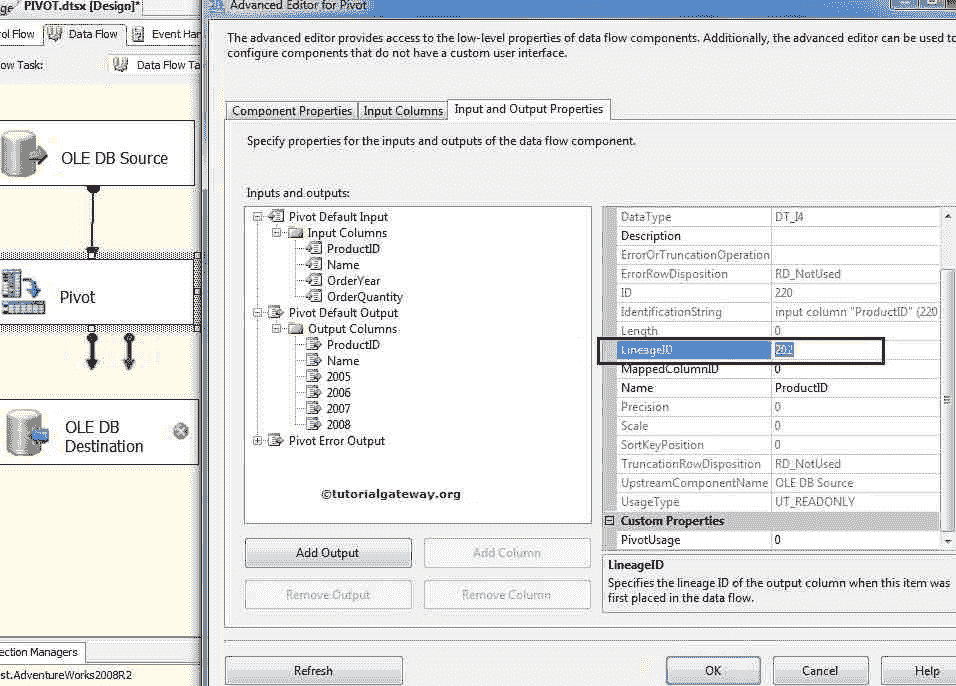 age
PIVOT.dtsx [Design]*
rol Flow
Data Flow
Event Han
ow Task:
Data Flow Ta
OLE DB Source
Pivot
OLE DB
Destination
ection Managers
st.AdventureWorks2008R2
Advanced Editor for Pivot
The advanced editor provides access to the low-level properties of data flow components. Additionally, the advanced editor can be used to
configure components that do not have a custom user interface.
Component Properties
Input Columns
Input and Output Properties
Specify properties for the inputs and outputs of the data flow component.
Inputs and outputs:
Pivot Default Input
Input Columns
ProductID
Name
OrderYear
OrderQuantity
Pivot Default Output
Output Columns
ProductID
Name
2005
2006
2007
2008
Pivot Error Output
©tutorialgateway.org
Add Output
Add Column
Remove Output
Remove Column
DataType DT_I4
Description
ErrorOrTruncationOperation
ErrorRowDisposition RD_NotUsed
ID 220
IdentificationString input column "ProductID" (220)
Length 0
LineageID
MappedColumnID 0
Name ProductID
Precision 0
Scale 0
SortKeyPosition 0
TruncationRowDisposition RD_NotUsed
UpstreamComponentName OLE DB Source
UsageType UT_READONLY
Custom Properties
PivotUsage 0
LineageID
Specifies the lineage ID of the output column when this item was
first placed in the data flow.
Refresh
OK
Cancel
Help